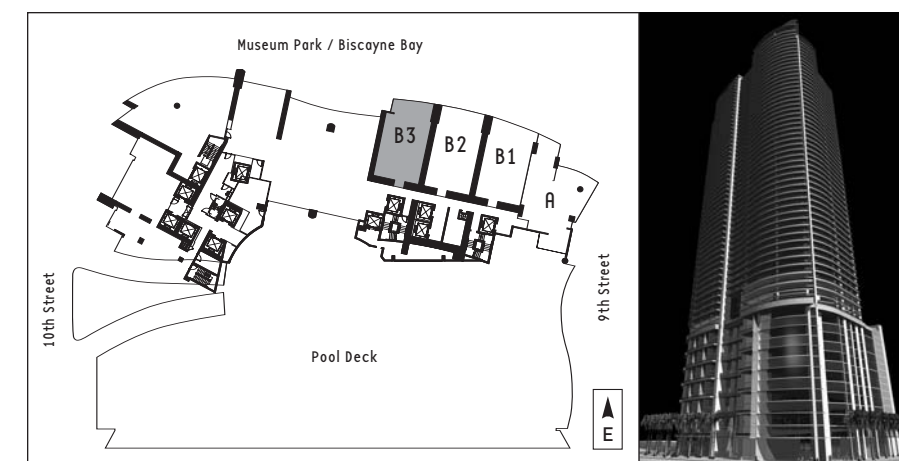 Museum Park / Biscayne Bay
B3
B2
B1
A
10th Street
9th Street
Pool Deck
E